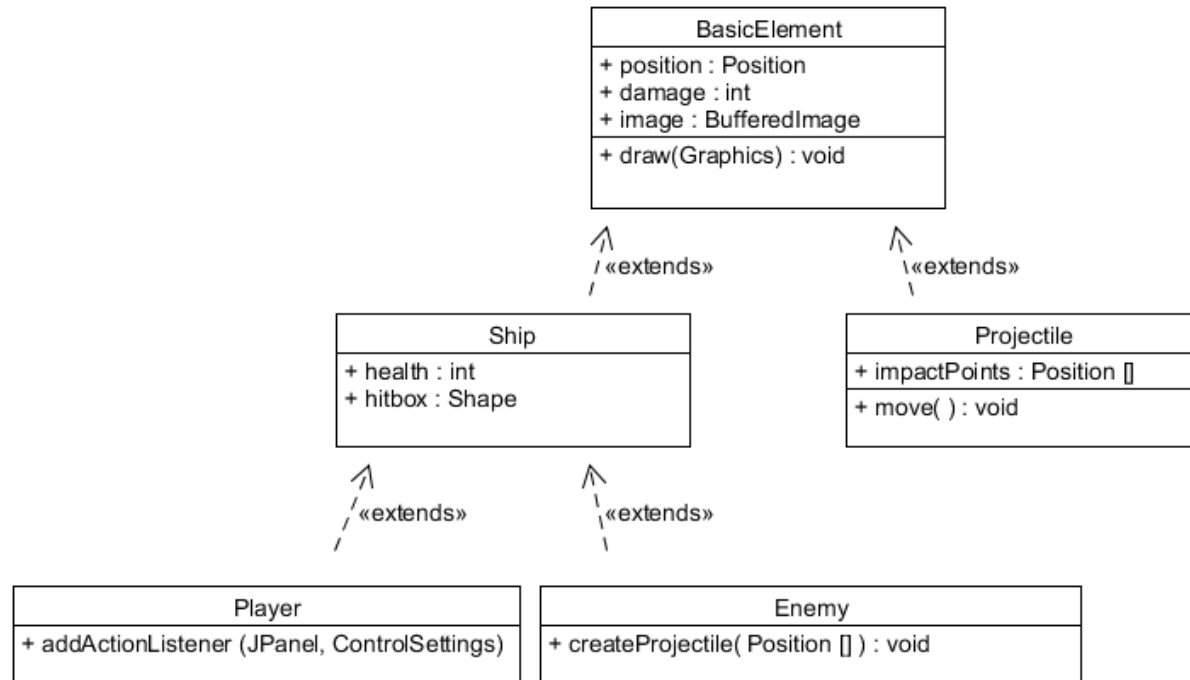 BasicElement
+ position : Position
+ damage : int
+ image : BufferedImage
+ draw(Graphics) : void
«extends»
«extends»
Ship
+ health : int
+ hitbox : Shape
Projectile
+ impactPoints : Position []
+ move( ) : void
«extends»
«extends»
Player
+ addActionListener (JPanel, ControlSettings)
Enemy
+ createProjectile( Position [] ) : void